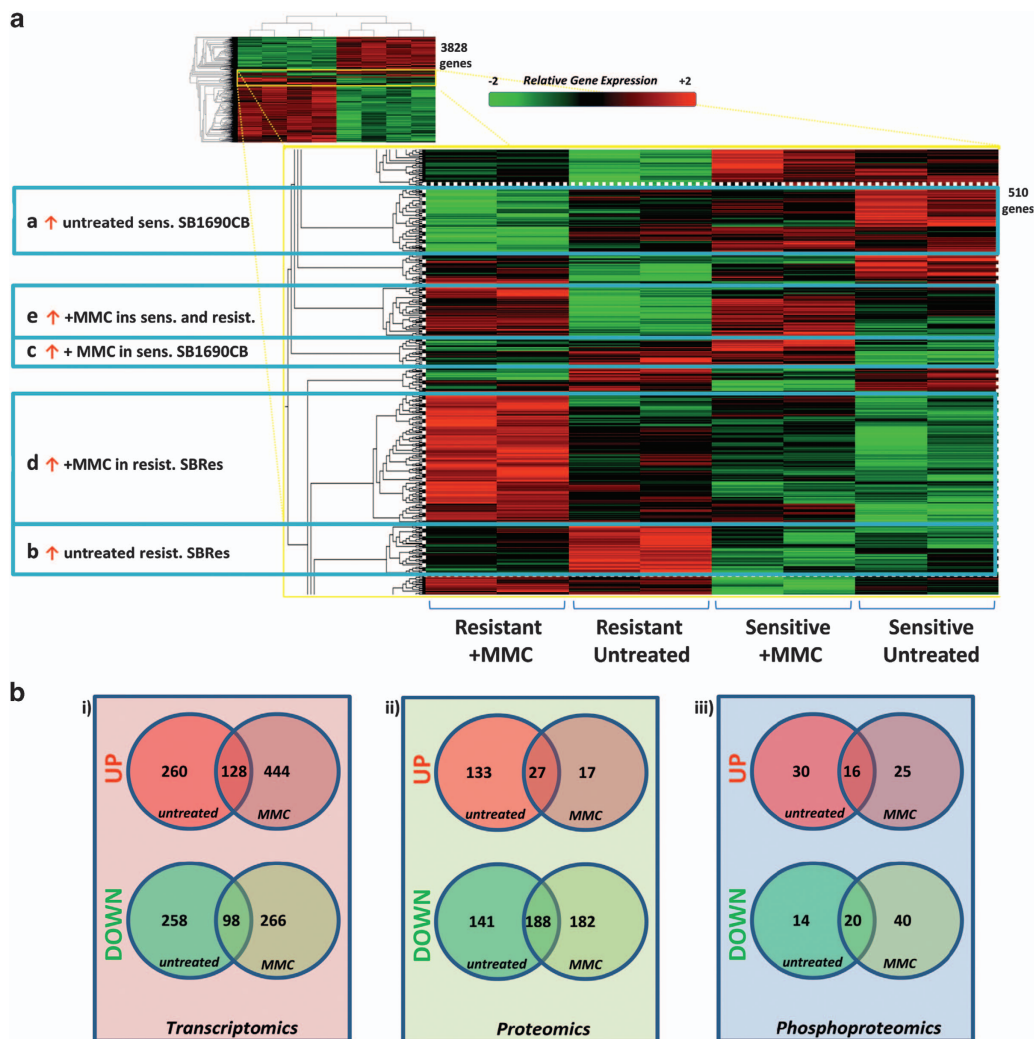 a
3828
genes
-2 Relative Gene Expression +2
510
genes
a ↑ untreated sens. SB1690CB
e ↑ +MMC ins sens. and resist.
c ↑ + MMC in sens. SB1690CB
d ↑ +MMC in resist. SBRes
b ↑ untreated resist. SBRes
Resistant
+MMC
Resistant
Untreated
Sensitive
+MMC
Sensitive
Untreated
b
i)
UP
260 128 444
untreated MMC
DOWN
258 98 266
untreated MMC
Transcriptomics
ii)
UP
133 27 17
untreated MMC
DOWN
141 188 182
untreated MMC
Proteomics
iii)
UP
30 16 25
untreated MMC
DOWN
14 20 40
untreated MMC
Phosphoproteomics